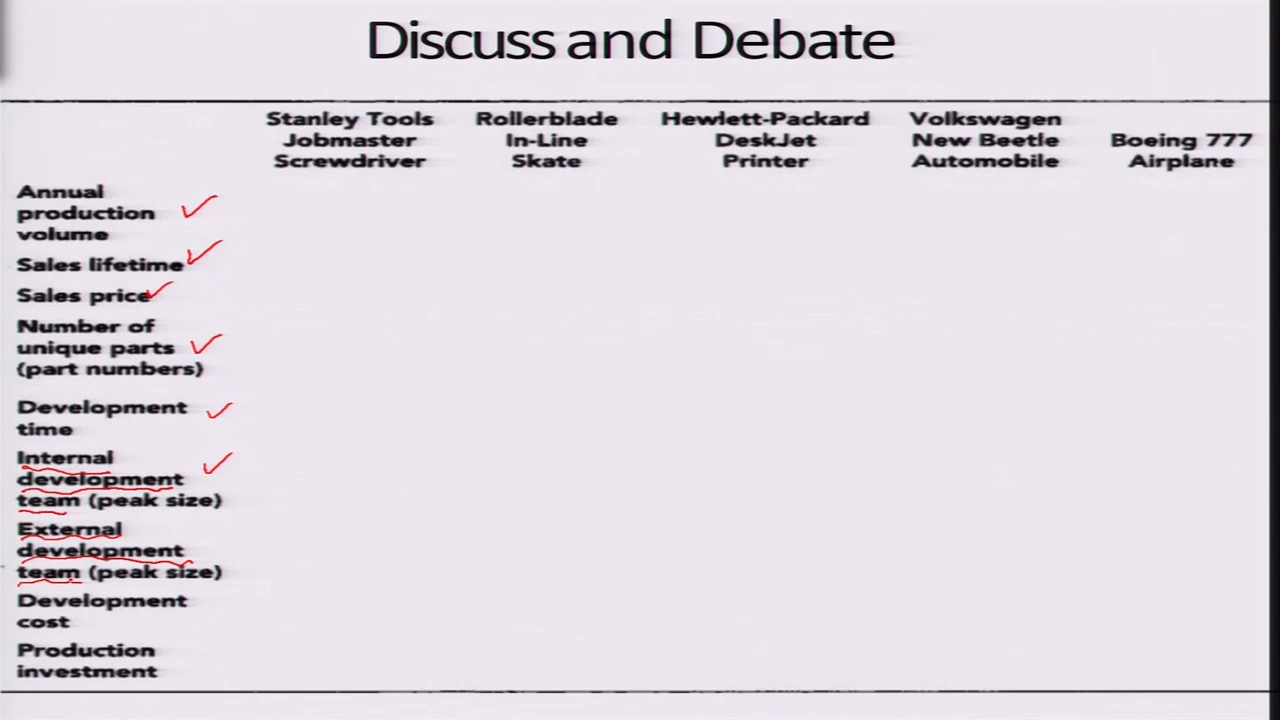 Discuss and Debate
Stanley Tools Rollerblade Hewlett-Packard Volkswagen
Jobmaster In-Line DeskJet New Beetle Boeing 777
Screwdriver Skate Printer Automobile Airplane
Annual
production
volume
Sales lifetime
Sales price
Number of
unique parts
(part numbers)
Development
time
Internal
development
team (peak size)
External
development
team (peak size)
Development
cost
Production
investment